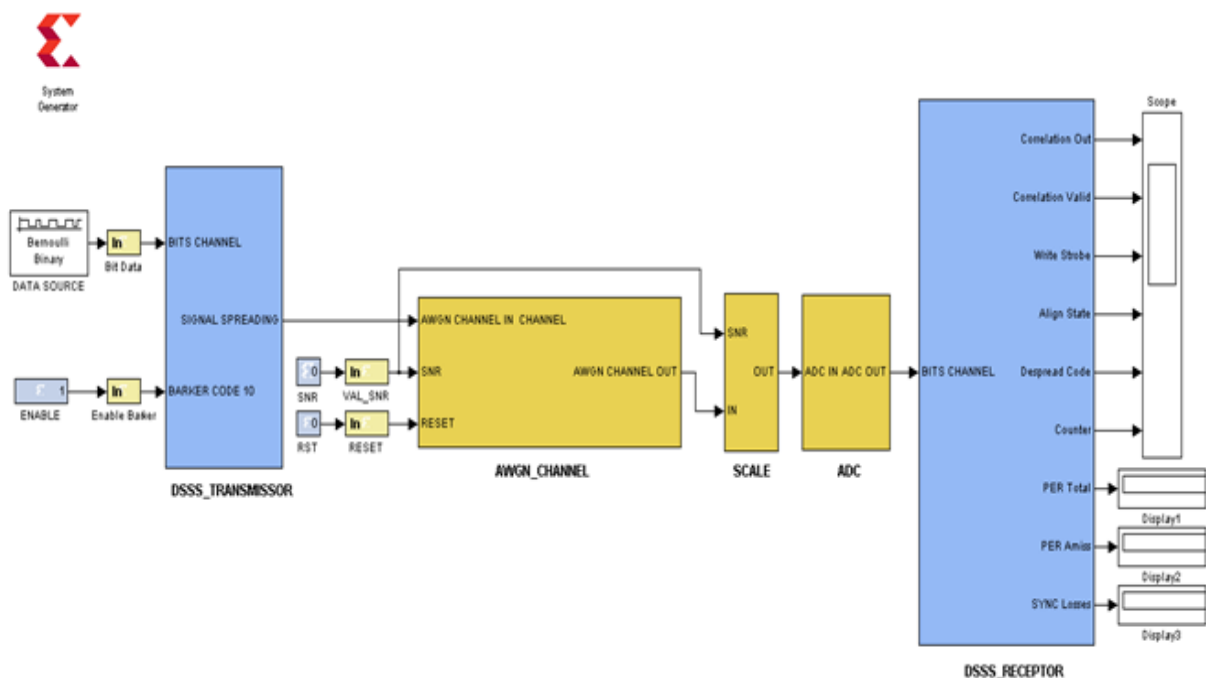 System
Generator
Scope
Correlation Out
Correlation Valid
Write Strobe
Align State
Despread Code
Counter
PER Total
PER Amiss
SYNC Losses
Bernoulli
Binary
DATA SOURCE
In
Bit Data
BITS CHANNEL
SIGNAL SPREADING
BARKER CODE 10
1
ENABLE
In
Enable Barker
DSSS_TRANSMISSOR
0
SNR
In
VAL_SNR
0
RST
In
RESET
AWGN CHANNEL IN CHANNEL
SNR
RESET
AWGN CHANNEL OUT
AWGN_CHANNEL
SNR
OUT
IN
SCALE
ADC IN ADC OUT
ADC
BITS CHANNEL
DSSS_RECEPTOR
Display1
Display2
Display3